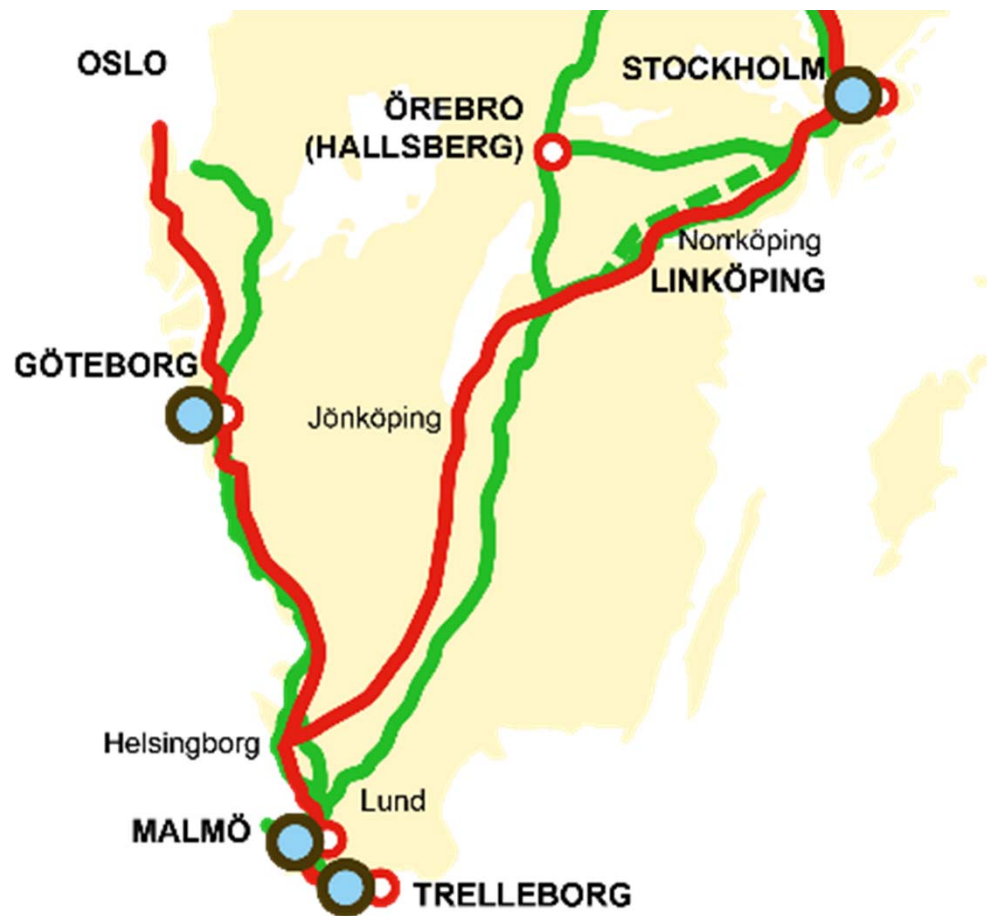 OSLO
STOCKHOLM
ÖREBRO
(HALLSBERG)
Norrköping
LINKÖPING
GÖTEBORG
Jönköping
Helsingborg
Lund
MALMÖ
TRELLEBORG